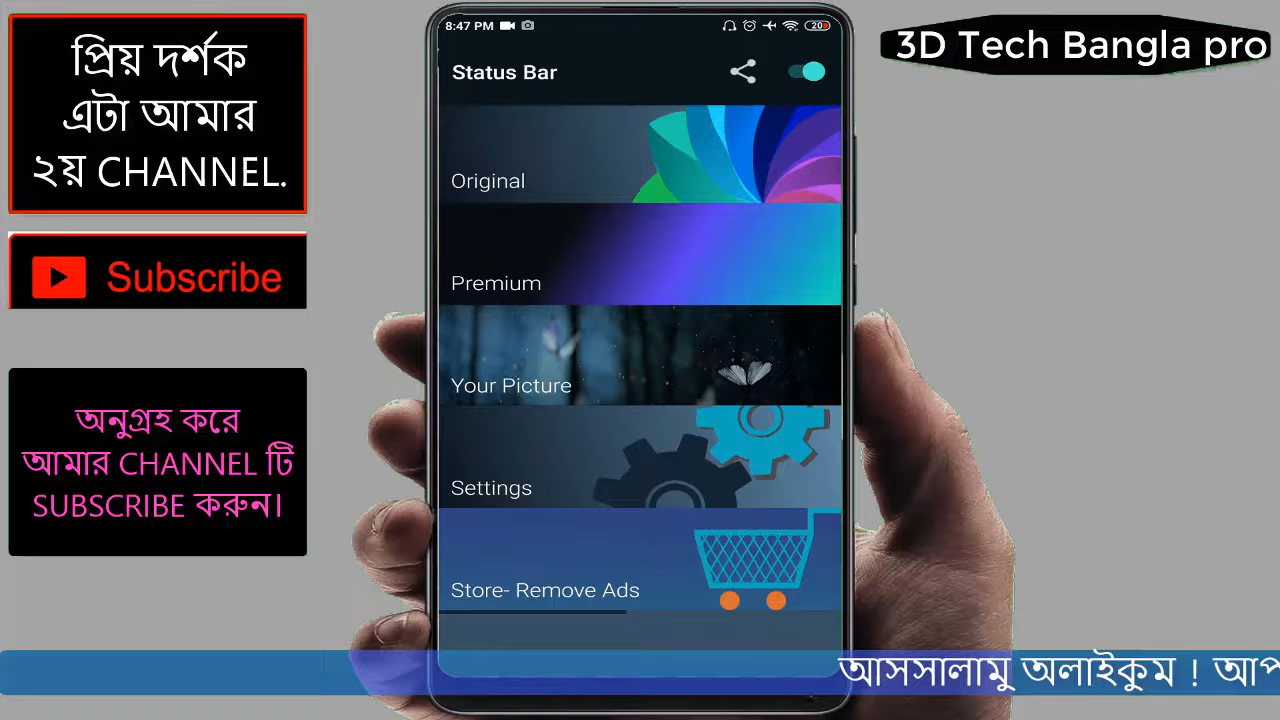 প্রিয় দর্শক
এটা আমার
২য় CHANNEL.
Subscribe
অনুগ্রহ করে
আমার CHANNEL টি
SUBSCRIBE করুন।
8:47 PM
20
Status Bar
Original
Premium
Your Picture
Settings
Store- Remove Ads
3D Tech Bangla pro
আসসালামু অলাইকুম ! আপ